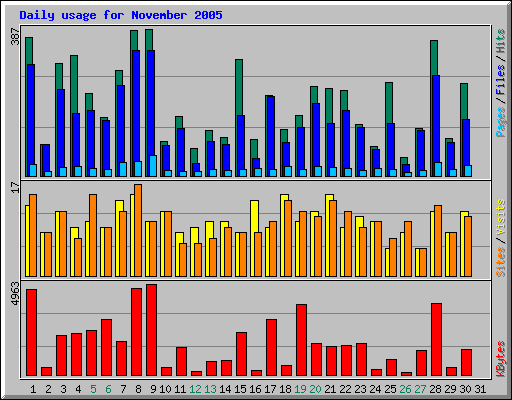 Daily usage for November 2005
387
Pages / Files / Hits
17
Sites / Visits
4963
KBytes
1 2 3 4 5 6 7 8 9 10 11 12 13 14 15 16 17 18 19 20 21 22 23 24 25 26 27 28 29 30 31